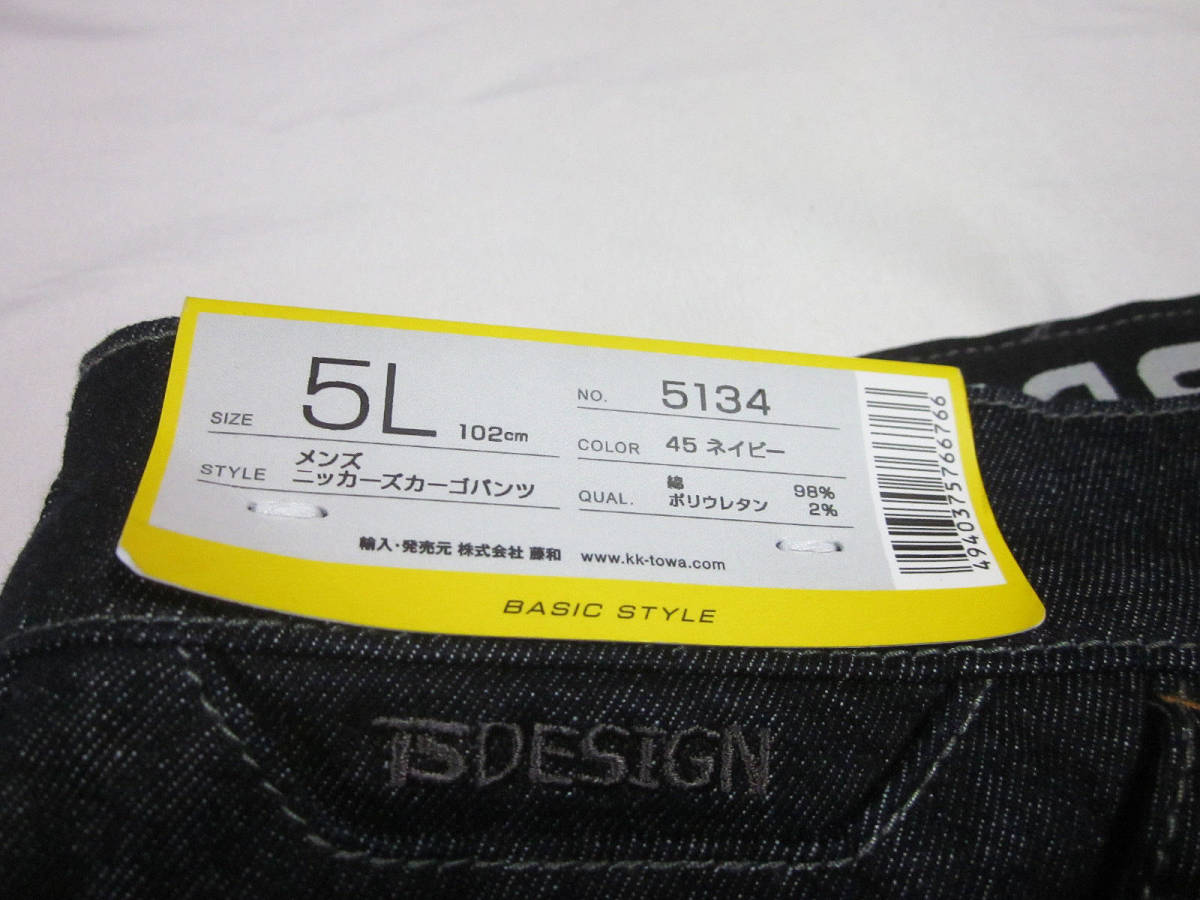 SIZE 5L 102cm
STYLE メンズ
ニッカーズカーゴパンツ
NO. 5134
COLOR 45 ネイビー
QUAL. 綿 98%
ポリウレタン 2%
輸入・発売元 株式会社 藤和 www.kk-towa.com
BASIC STYLE
4940375766766
TSDESIGN